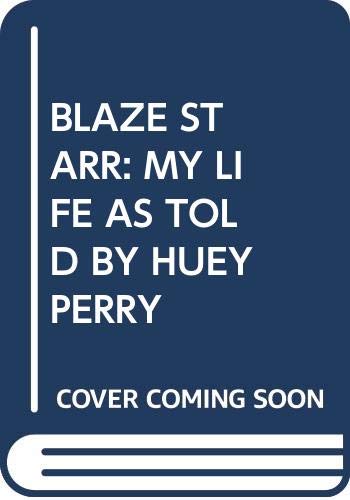 BLAZE ST
ARR: MY LI
FE AS TOL
D BY HUEY
PERRY
COVER COMING SOON